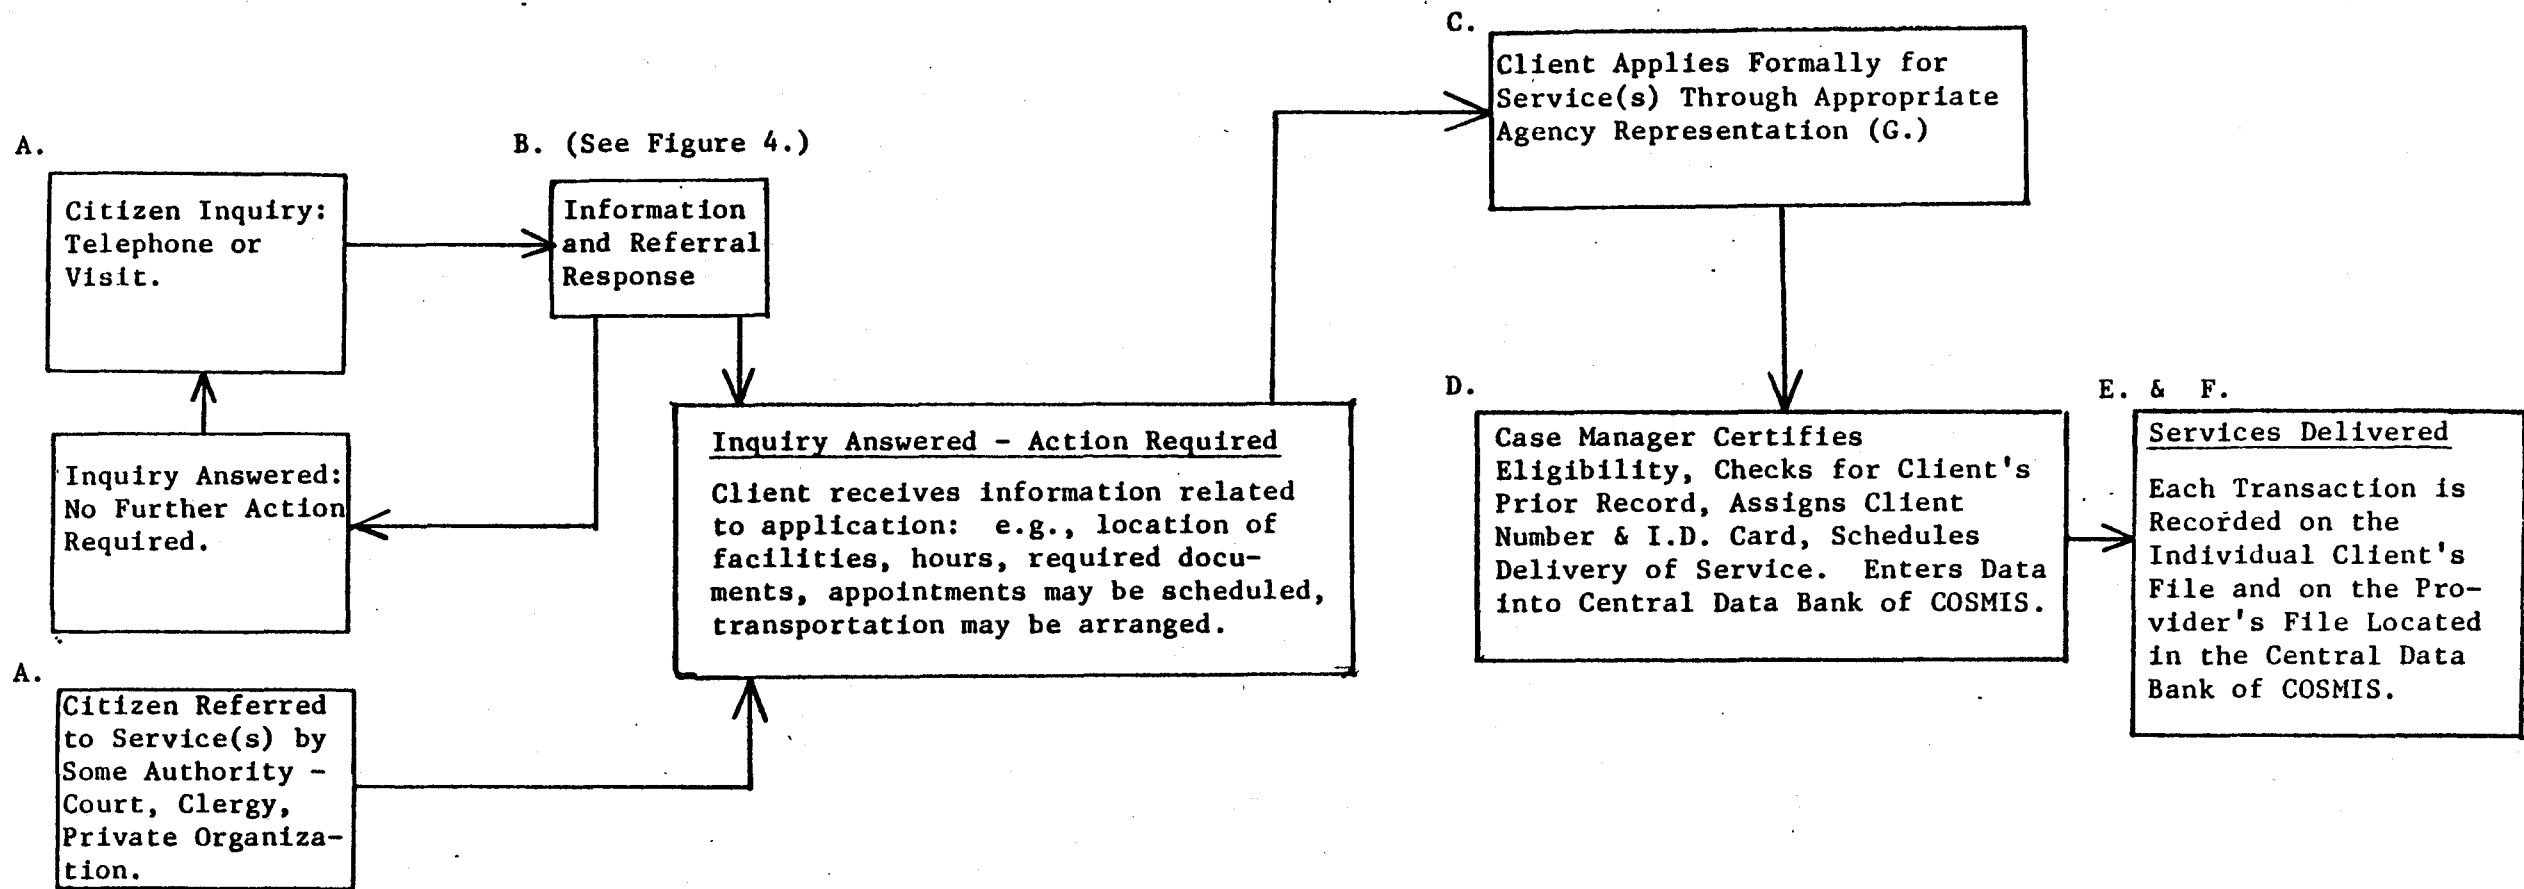 A.
Citizen Inquiry:
Telephone or
Visit.
B. (See Figure 4.)
Information
and Referral
Response
Inquiry Answered:
No Further Action
Required.
A.
Citizen Referred
to Service(s) by
Some Authority -
Court, Clergy,
Private Organiza-
tion.
Inquiry Answered - Action Required
Client receives information related
to application: e.g., location of
facilities, hours, required docu-
ments, appointments may be scheduled,
transportation may be arranged.
C.
Client Applies Formally for
Service(s) Through Appropriate
Agency Representation (G.)
D.
Case Manager Certifies
Eligibility, Checks for Client's
Prior Record, Assigns Client
Number & I.D. Card, Schedules
Delivery of Service. Enters Data
into Central Data Bank of COSMIS.
E. & F.
Services Delivered
Each Transaction is
Recorded on the
Individual Client's
File and on the Pro-
vider's File Located
in the Central Data
Bank of COSMIS.